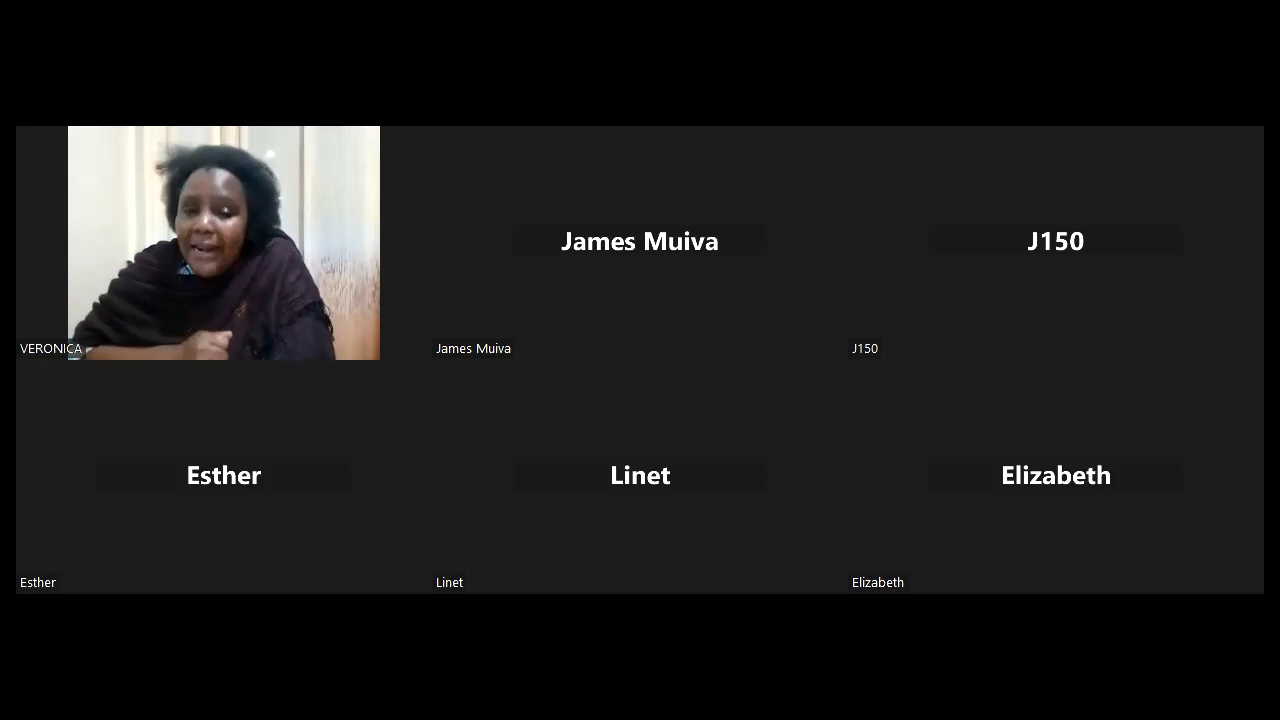 James Muiva
J150
VERONICA
James Muiva
J150
Esther
Linet
Elizabeth
Esther
Linet
Elizabeth